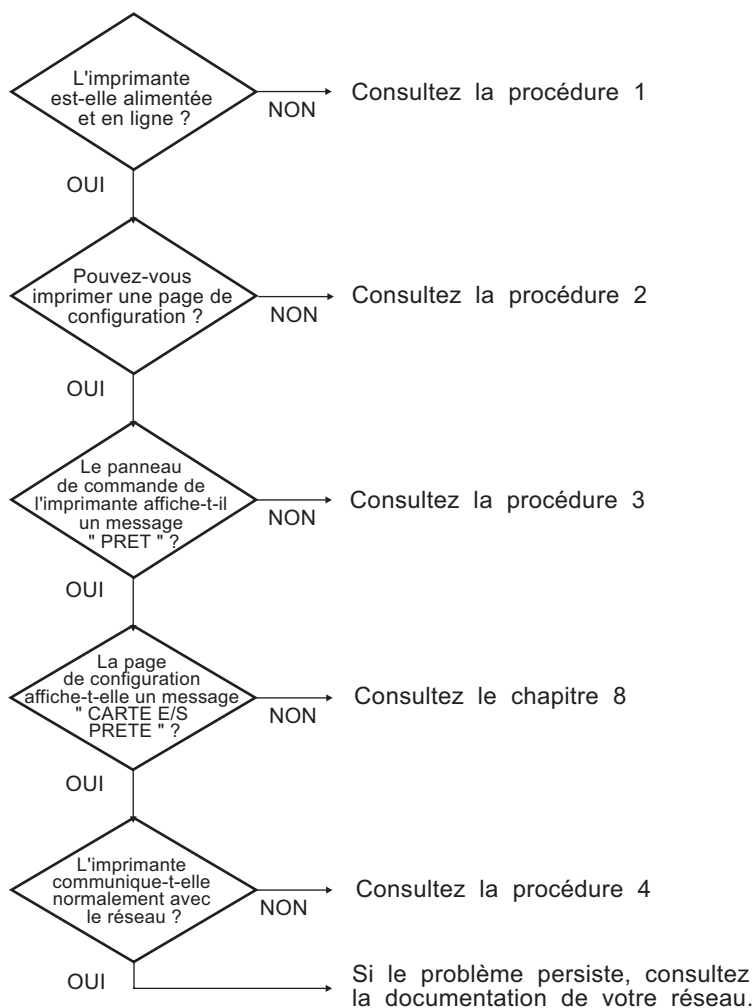 L'imprimante
est-elle alimentée
et en ligne ?
NON
Consultez la procédure 1
OUI
Pouvez-vous
imprimer une page de
configuration ?
NON
Consultez la procédure 2
OUI
Le panneau
de commande de
l'imprimante affiche-t-il
un message
" PRET " ?
NON
Consultez la procédure 3
OUI
La page
de configuration
affiche-t-elle un message
" CARTE E/S
PRETE " ?
NON
Consultez le chapitre 8
OUI
L'imprimante
communique-t-elle
normalement avec
le réseau ?
NON
Consultez la procédure 4
OUI
Si le problème persiste, consultez
la documentation de votre réseau.